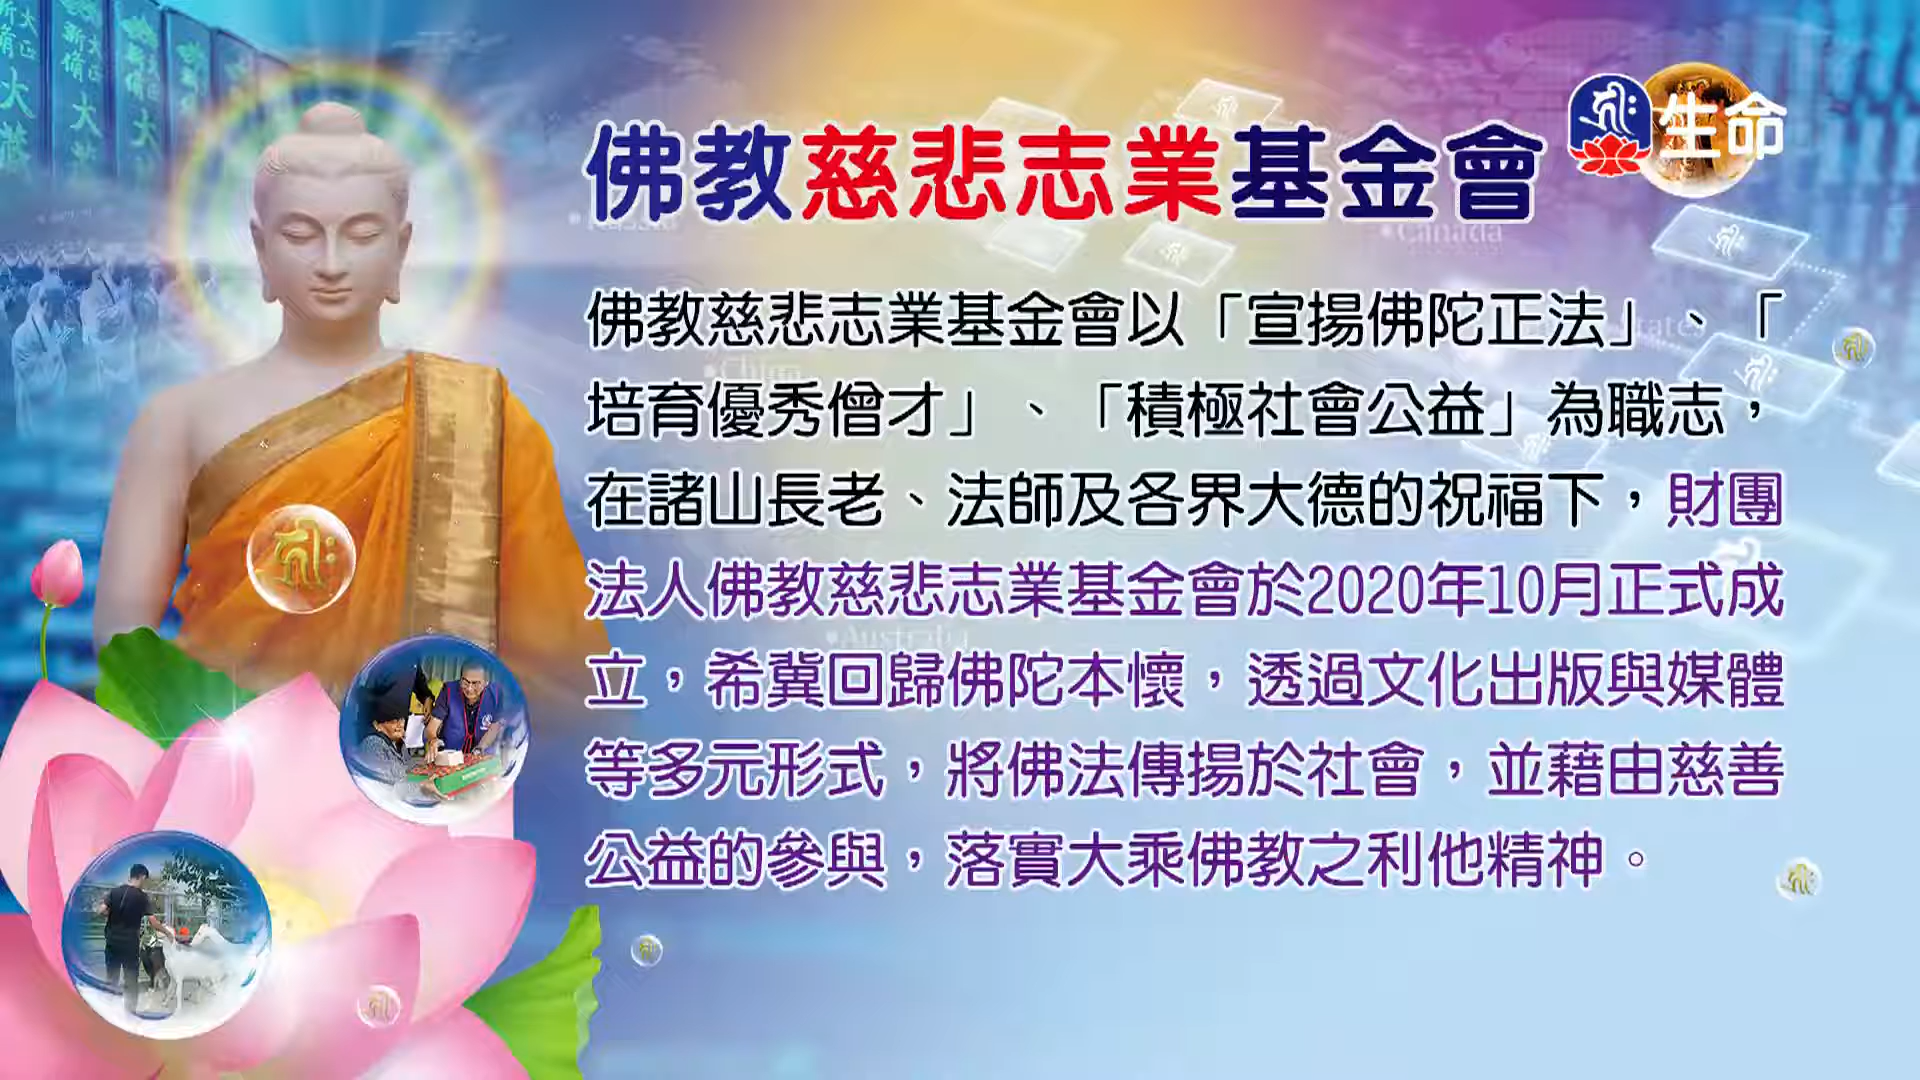 佛教慈悲志業基金會
生命
佛教慈悲志業基金會以「宣揚佛陀正法」、「
培育優秀僧才」、「積極社會公益」為職志，
在諸山長老、法師及各界大德的祝福下，財團
法人佛教慈悲志業基金會於2020年10月正式成
立，希冀回歸佛陀本懷，透過文化出版與媒體
等多元形式，將佛法傳揚於社會，並藉由慈善
公益的參與，落實大乘佛教之利他精神。
Canada
China
Australia